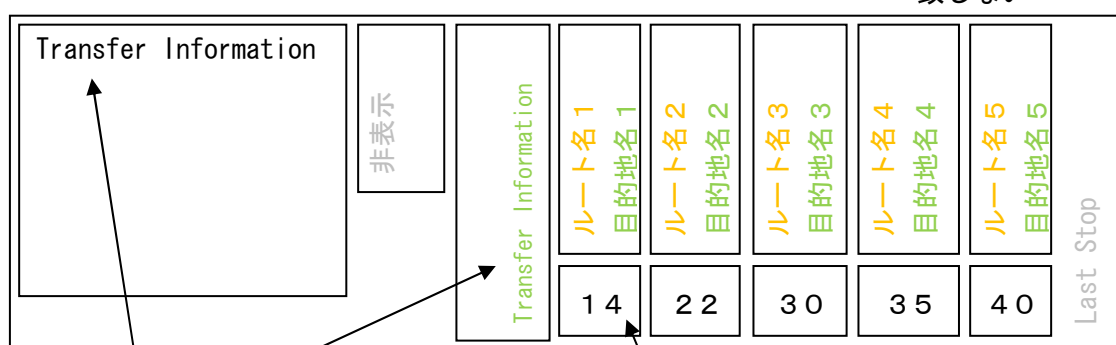 Transfer Information
非表示
Transfer Information
ルート名1
目的地名1
ルート名2
目的地名2
ルート名3
目的地名3
ルート名4
目的地名4
ルート名5
目的地名5
14
22
30
35
40
Last Stop